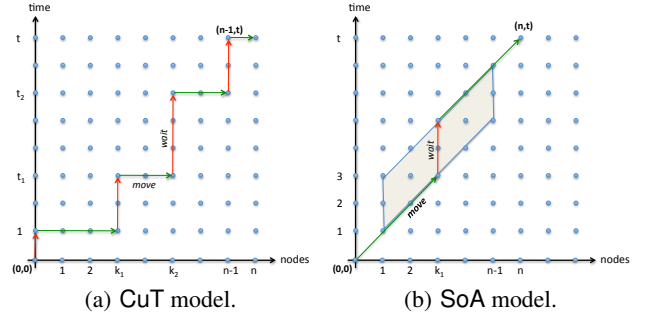 time
t
(n-1,t)
t2
wait
t1
move
1
(0,0)
1
2
k1
k2
n-1
n
nodes
(a) CuT model.
time
t
(n,t)
wait
3
2
1
move
(0,0)
1
2
k1
n-1
n
nodes
(b) SoA model.